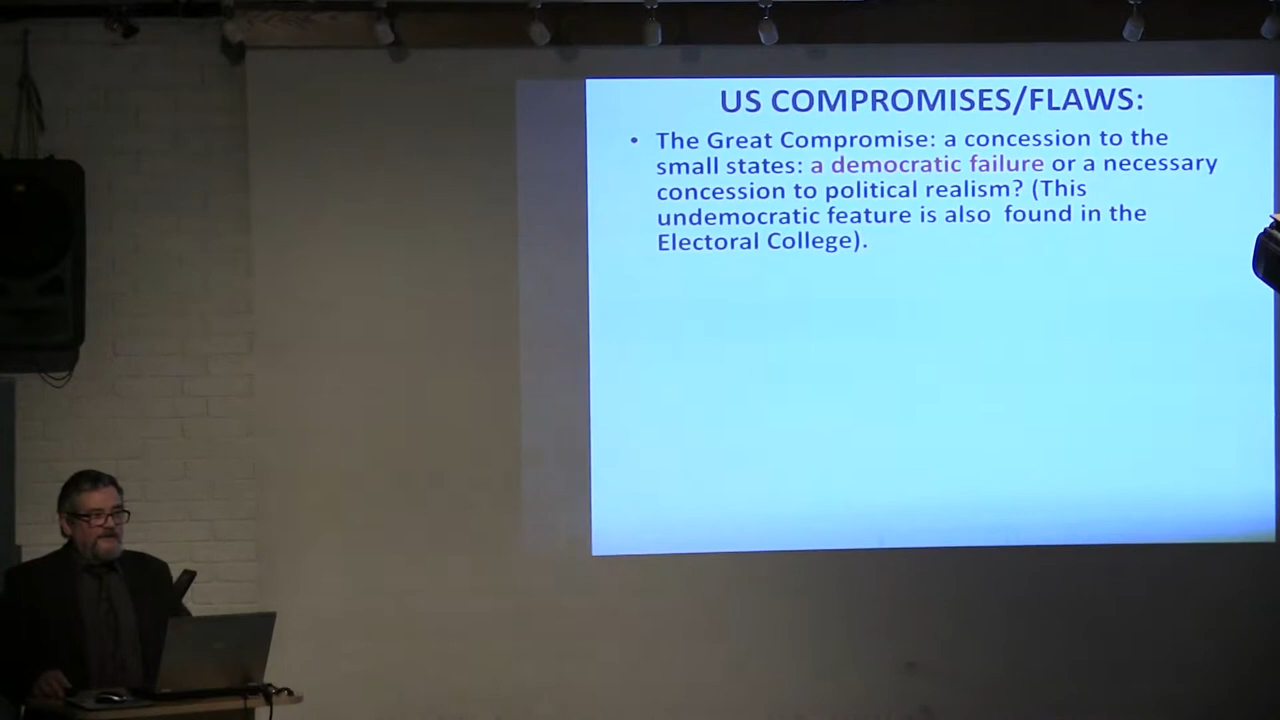 US COMPROMISES/FLAWS:
• The Great Compromise: a concession to the
small states: a democratic failure or a necessary
concession to political realism? (This
undemocratic feature is also found in the
Electoral College).